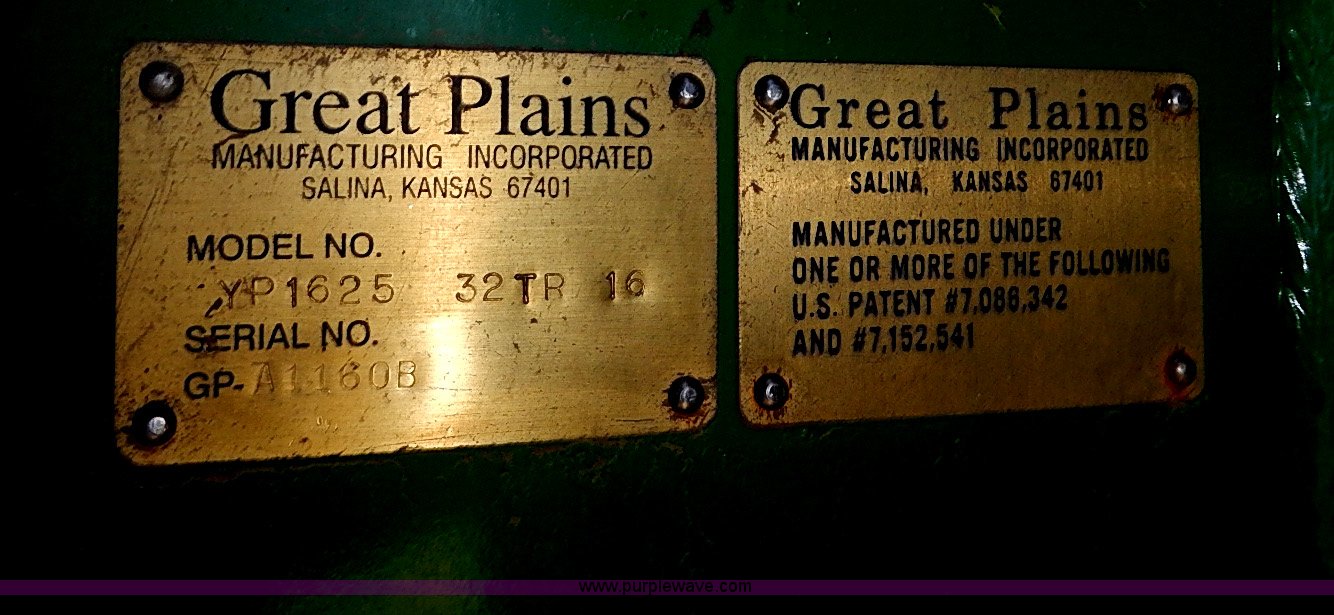 Great Plains
MANUFACTURING INCORPORATED
SALINA, KANSAS 67401
MODEL NO.
YP1625 32TR 16
SERIAL NO.
GP-A1160B
Great Plains
MANUFACTURING INCORPORATED
SALINA, KANSAS 67401
MANUFACTURED UNDER
ONE OR MORE OF THE FOLLOWING
U.S. PATENT #7,086,342
AND #7,152,541
www.purplewave.com